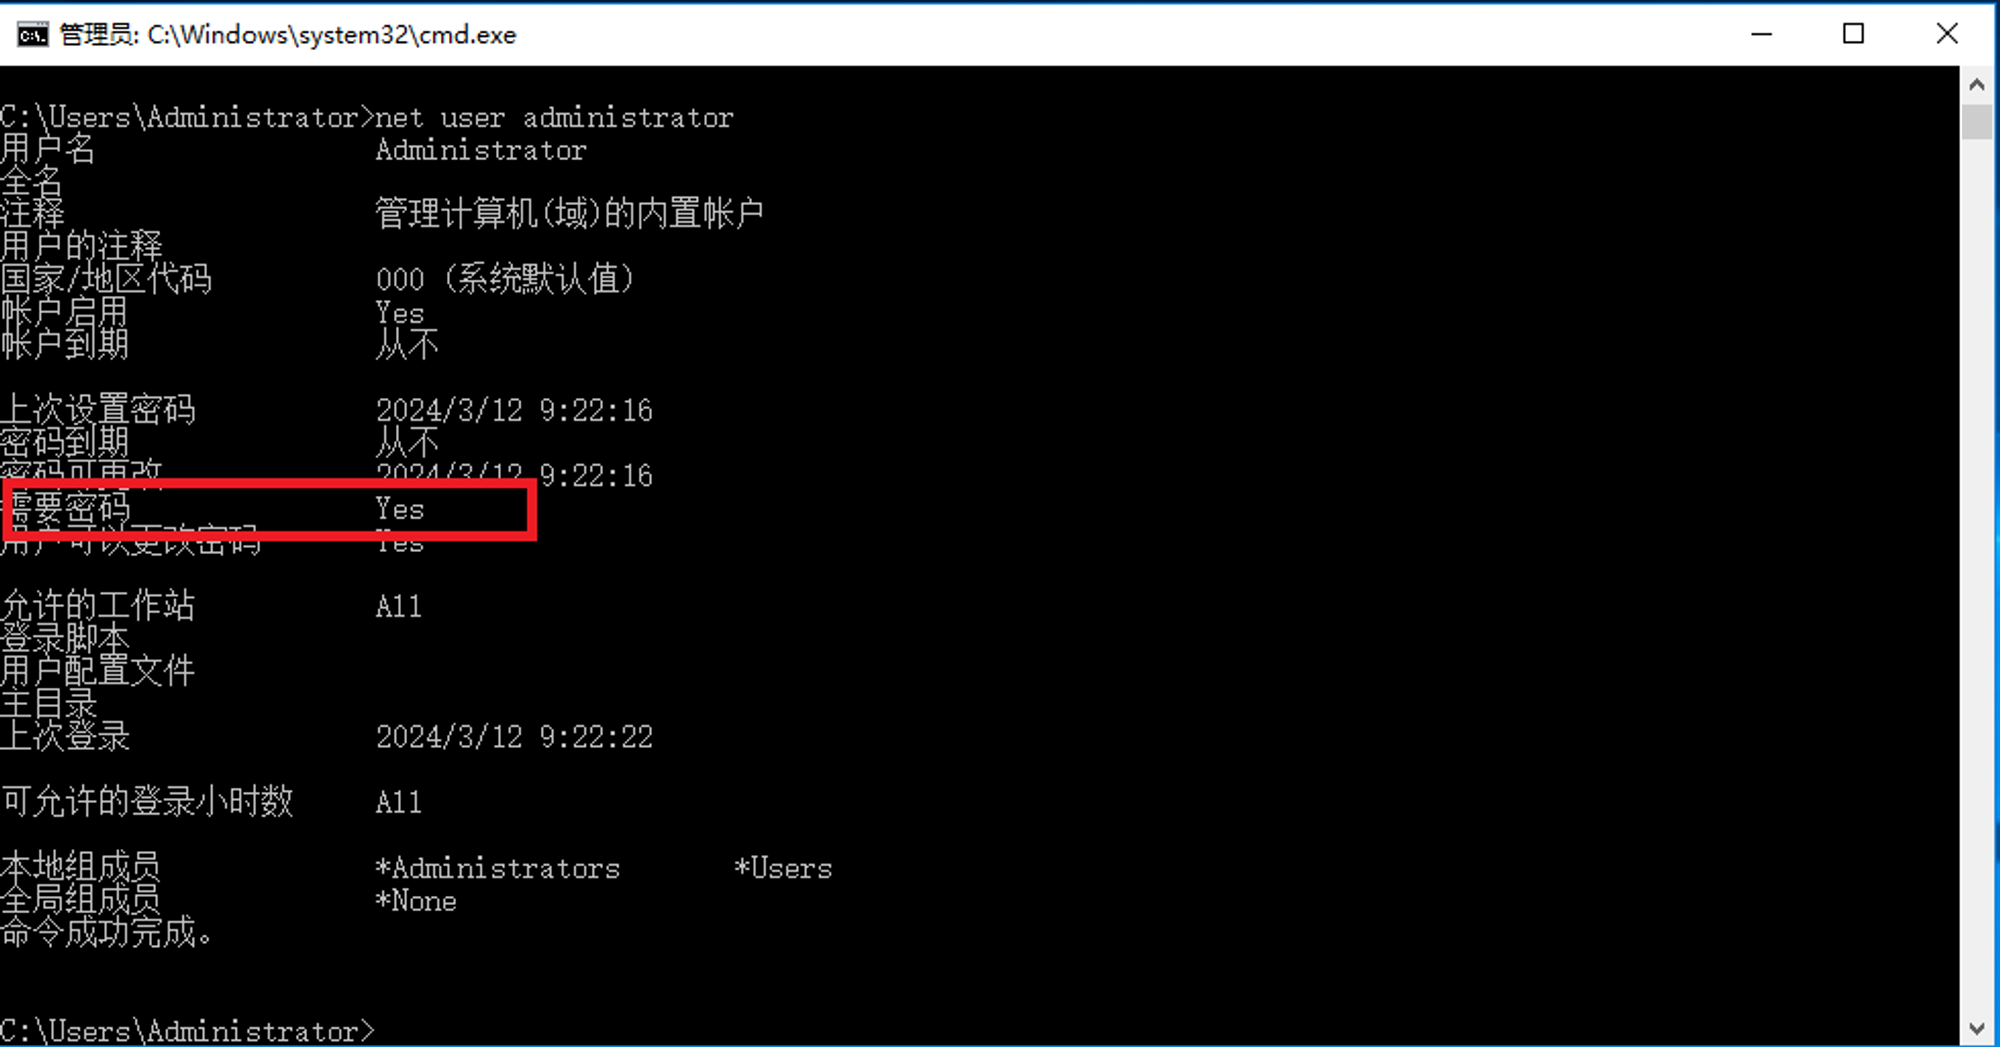 管理员: C:\Windows\system32\cmd.exe
C:\Users\Administrator>net user administrator
用户名 Administrator
全名
注释 管理计算机(域)的内置帐户
用户的注释
国家/地区代码 000 (系统默认值)
帐户启用 Yes
帐户到期 从不
上次设置密码 2024/3/12 9:22:16
密码到期 从不
密码可更改 2024/3/12 9:22:16
需要密码 Yes
用户可以更改密码 Yes
允许的工作站 All
登录脚本
用户配置文件
主目录
上次登录 2024/3/12 9:22:22
可允许的登录小时数 All
本地组成员 *Administrators *Users
全局组成员 *None
命令成功完成。
C:\Users\Administrator>